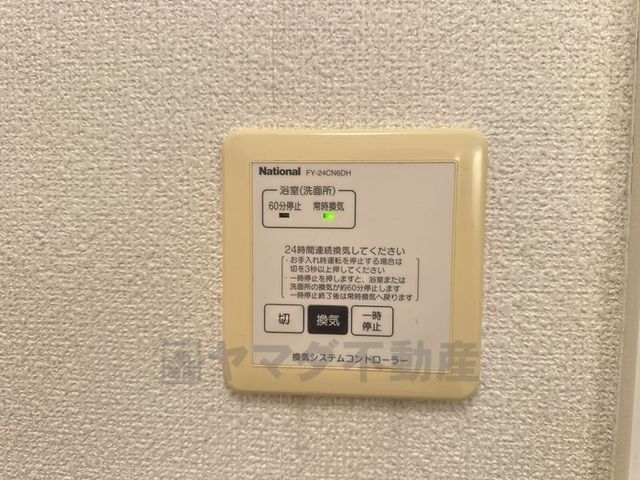 National FY-24CN6DH
浴室(洗面所)
60分停止 常時換気
24時間連続換気してください
・お手入れ時運転を停止する場合は
切を3秒以上押してください
・一時停止を押しますと、浴室または
洗面所の換気が約60分停止します
・一時停止終了後は常時換気へ戻ります
切 換気 一時停止
換気システムコントローラー
ヤマダ不動産